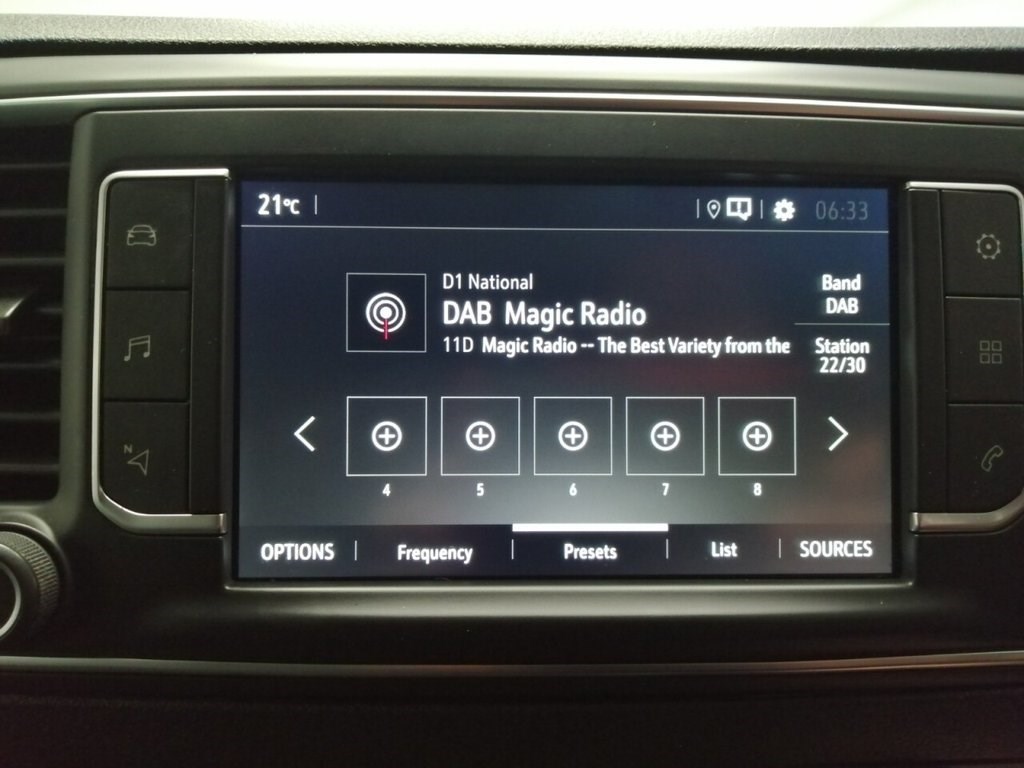 21°C
06:33
D1 National
DAB Magic Radio
11D Magic Radio -- The Best Variety from the
Band
DAB
Station
22/30
4 5 6 7 8
OPTIONS Frequency Presets List SOURCES
N